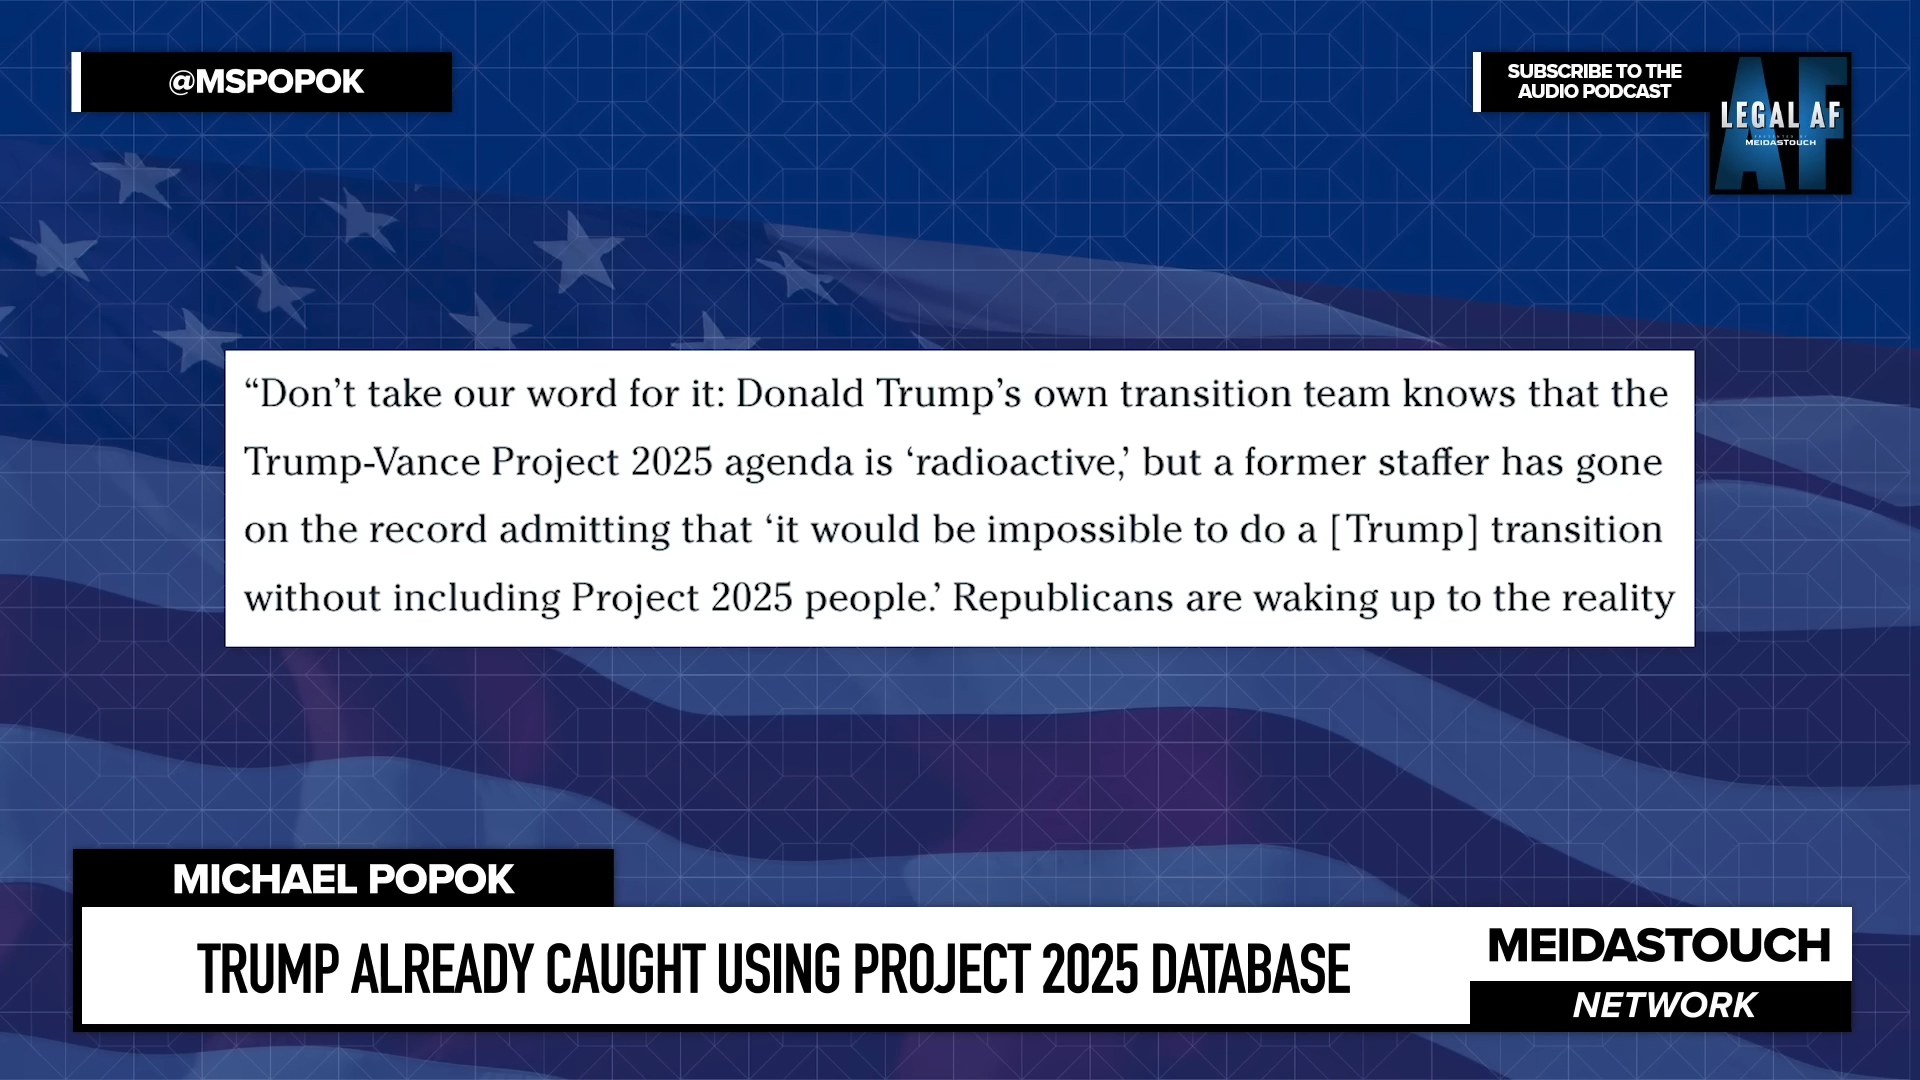 @MSPOPOK
SUBSCRIBE TO THE
AUDIO PODCAST
LEGAL AF
MEIDASTOUCH
“Don’t take our word for it: Donald Trump’s own transition team knows that the
Trump-Vance Project 2025 agenda is ‘radioactive,’ but a former staffer has gone
on the record admitting that ‘it would be impossible to do a [Trump] transition
without including Project 2025 people.’ Republicans are waking up to the reality
MICHAEL POPOK
TRUMP ALREADY CAUGHT USING PROJECT 2025 DATABASE
MEIDASTOUCH
NETWORK